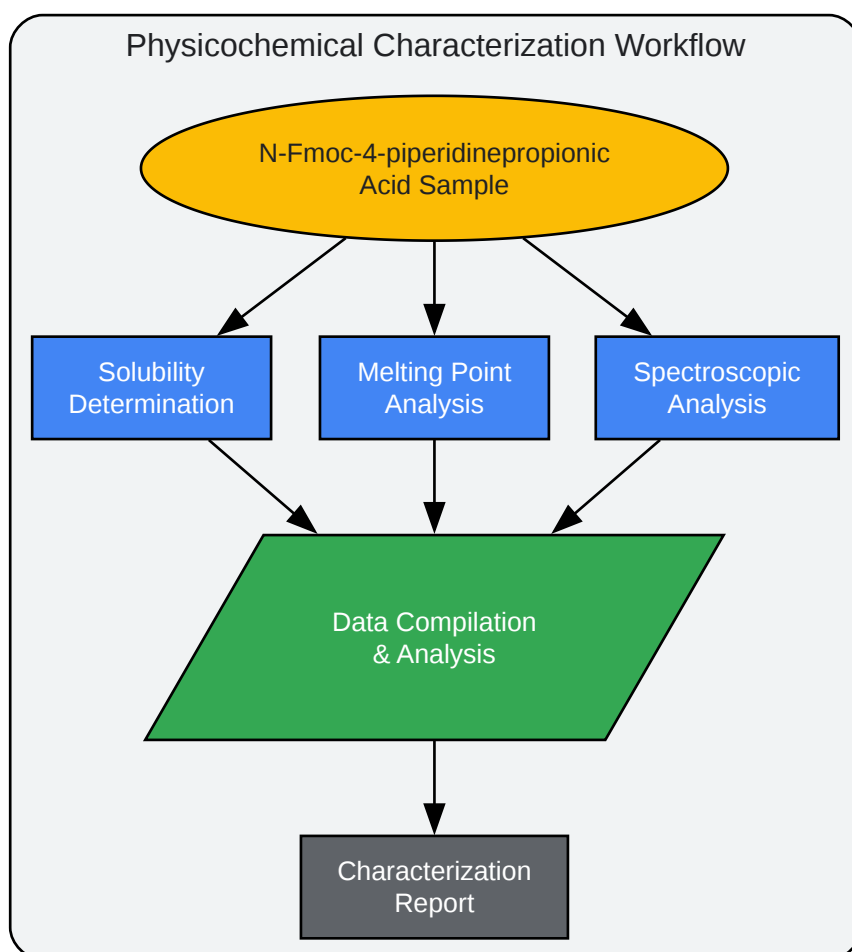 Physicochemical Characterization Workflow
N-Fmoc-4-piperidinepropionic
Acid Sample
Solubility
Determination
Melting Point
Analysis
Spectroscopic
Analysis
Data Compilation
& Analysis
Characterization
Report